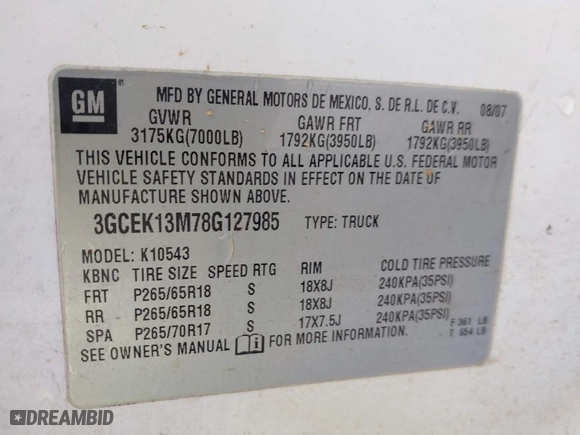 GM
MFD BY GENERAL MOTORS DE MEXICO, S. DE R.L. DE C.V. 08/07
GVWR GAWR FRT GAWR RR
3175KG(7000LB) 1792KG(3950LB) 1792KG(3950LB)
THIS VEHICLE CONFORMS TO ALL APPLICABLE U.S. FEDERAL MOTOR
VEHICLE SAFETY STANDARDS IN EFFECT ON THE DATE OF
MANUFACTURE SHOWN ABOVE.
3GCEK13M78G127985 TYPE: TRUCK
MODEL: K10543
KBNC TIRE SIZE SPEED RTG RIM COLD TIRE PRESSURE
FRT P265/65R18 S 18X8J 240KPA(35PSI)
RR P265/65R18 S 18X8J 240KPA(35PSI)
SPA P265/70R17 S 17X7.5J 240KPA(35PSI)
SEE OWNER'S MANUAL i FOR MORE INFORMATION.
F 361 LB
T 654 LB
DREAMBID